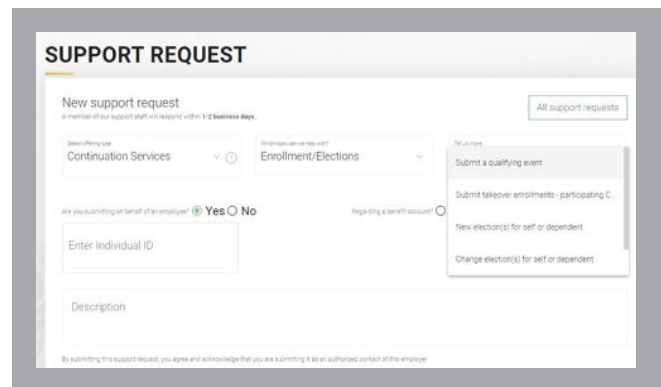 SUPPORT REQUEST
New support request
All support requests
A member of our support staff will respond within 1-2 business days.
Select offering type
Which topic can we help with?
Tell us more
Continuation Services
Enrollment/Elections
Submit a qualifying event
Submit takeover enrollments - participating C...
New election(s) for self or dependent
Change election(s) for self or dependent
Are you submitting on behalf of an employee? Yes No
Regarding a benefit account?
Enter Individual ID
Description
By submitting this support request, you agree and acknowledge that you are submitting it as an authorized contact of this employer.